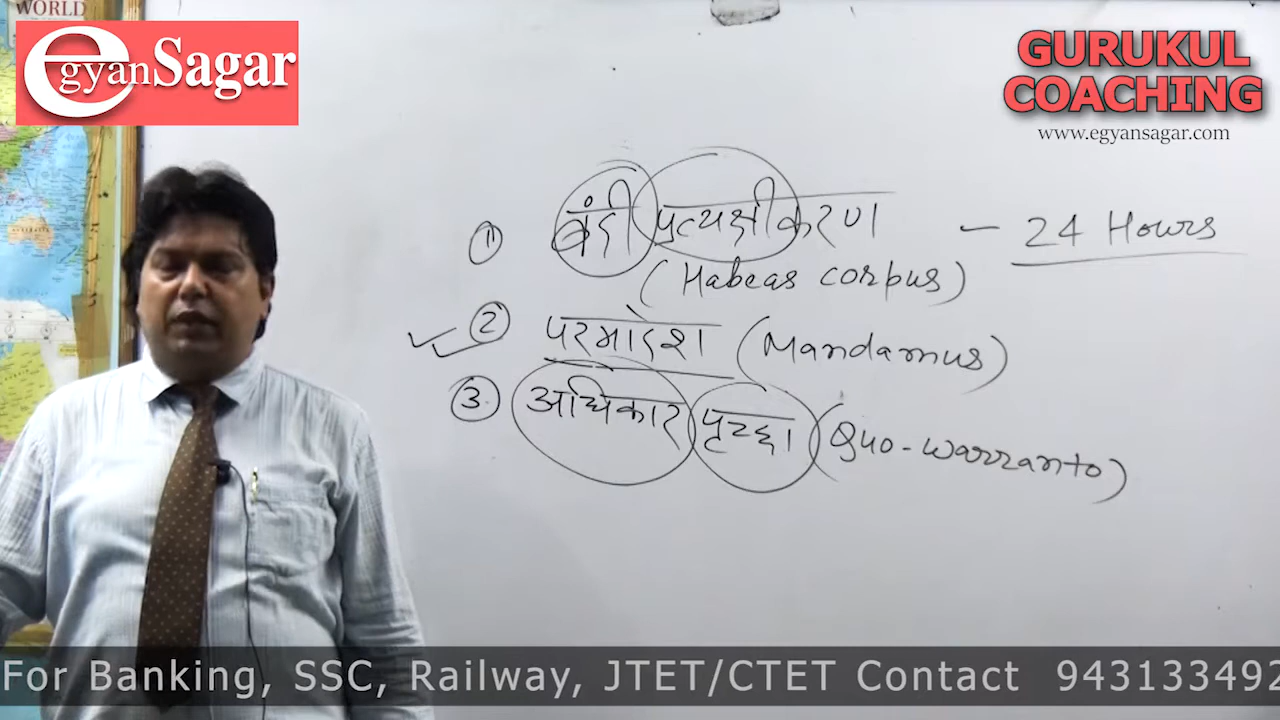 WORLD
egyanSagar
GURUKUL
COACHING
www.egyansagar.com
① बंदी प्रत्यक्षीकरण - 24 Hours
(Habeas corpus)
② परमादेश (Mandamus)
③ अधिकार पृच्छा (Quo-warranto)
For Banking, SSC, Railway, JTET/CTET Contact 943133492